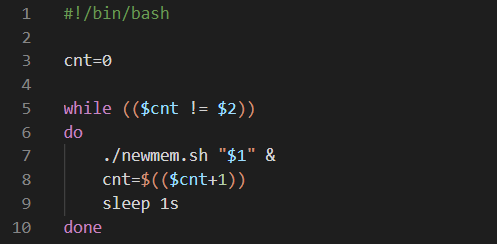 1 #!/bin/bash
2
3 cnt=0
4
5 while (($cnt != $2))
6 do
7 ./newmem.sh "$1" &
8 cnt=$(($cnt+1))
9 sleep 1s
10 done